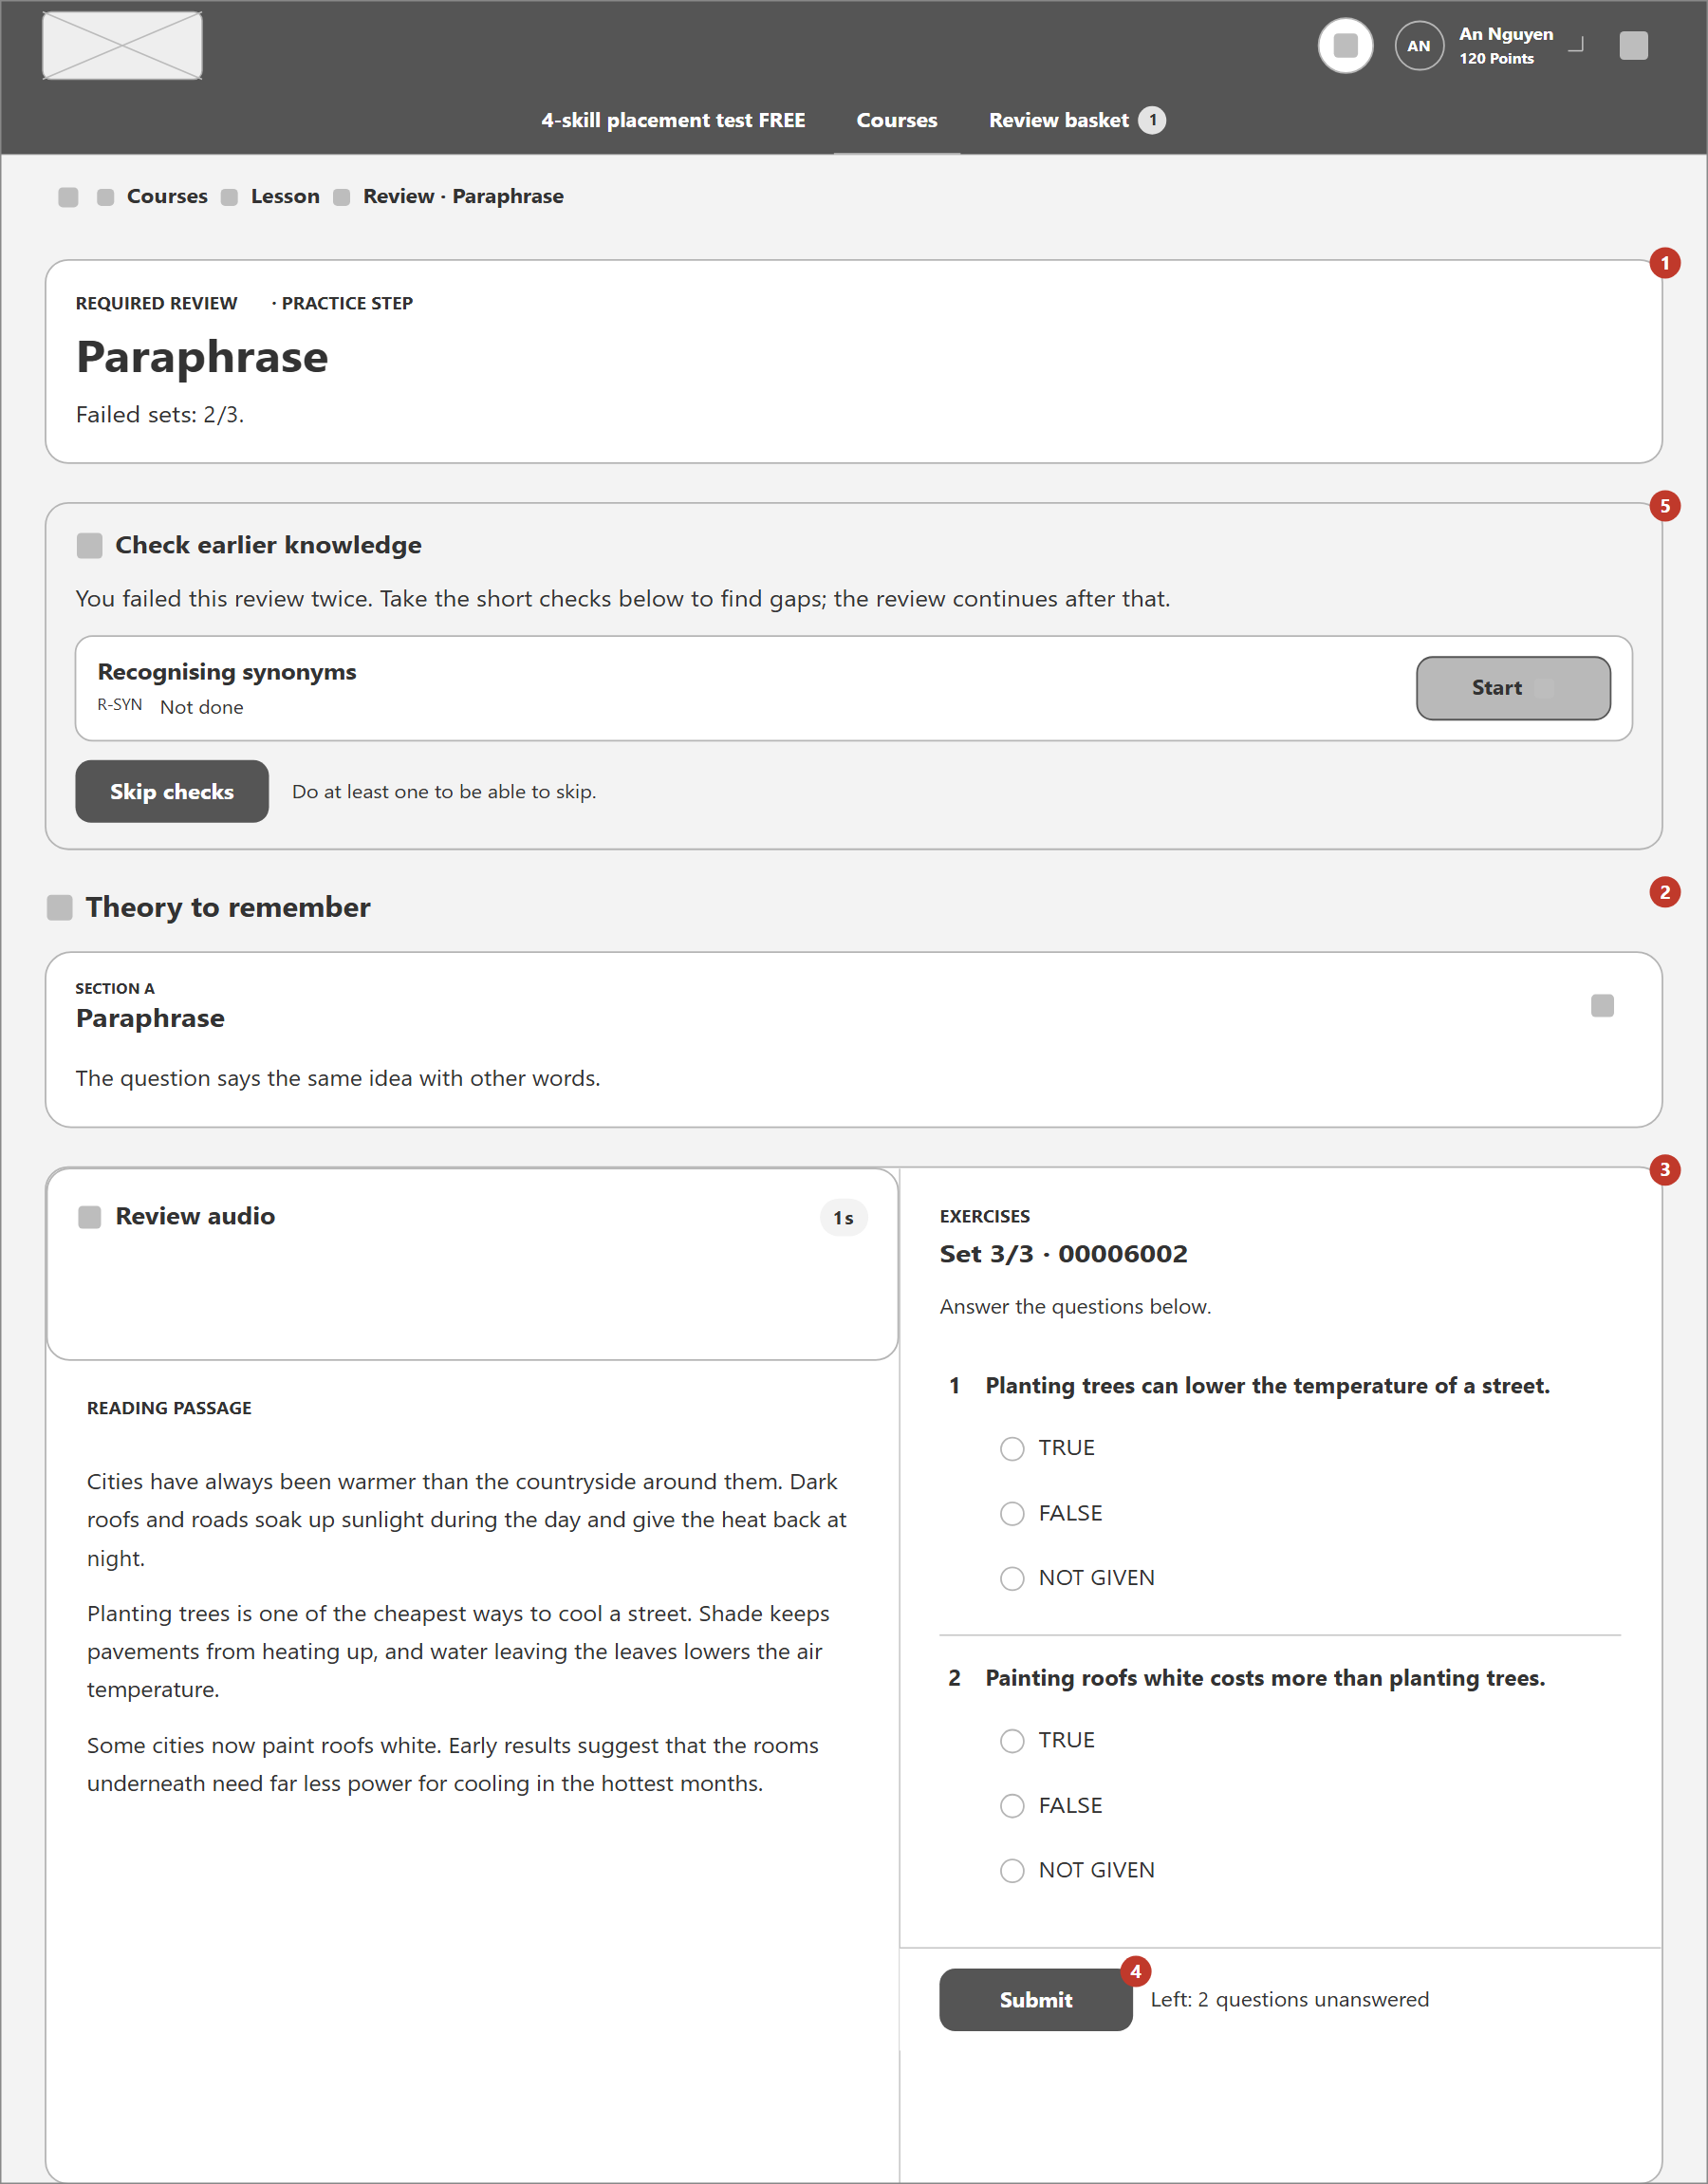 AN
An Nguyen
120 Points
4-skill placement test FREE
Courses
Review basket 1
Courses
Lesson
Review · Paraphrase
1
REQUIRED REVIEW · PRACTICE STEP
Paraphrase
Failed sets: 2/3.
5
Check earlier knowledge
You failed this review twice. Take the short checks below to find gaps; the review continues after that.
Recognising synonyms
R-SYN Not done
Start
Skip checks
Do at least one to be able to skip.
2
Theory to remember
SECTION A
Paraphrase
The question says the same idea with other words.
3
Review audio
1s
READING PASSAGE
Cities have always been warmer than the countryside around them. Dark
roofs and roads soak up sunlight during the day and give the heat back at
night.
Planting trees is one of the cheapest ways to cool a street. Shade keeps
pavements from heating up, and water leaving the leaves lowers the air
temperature.
Some cities now paint roofs white. Early results suggest that the rooms
underneath need far less power for cooling in the hottest months.
EXERCISES
Set 3/3 · 00006002
Answer the questions below.
1 Planting trees can lower the temperature of a street.
TRUE
FALSE
NOT GIVEN
2 Painting roofs white costs more than planting trees.
TRUE
FALSE
NOT GIVEN
4
Submit
Left: 2 questions unanswered